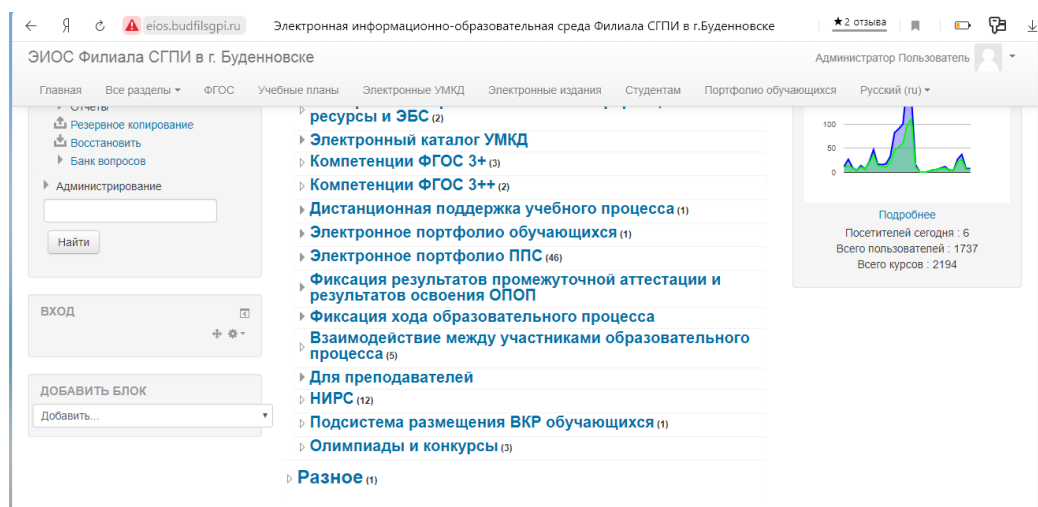 Я eios.budfilsgpi.ru Электронная информационно-образовательная среда Филиала СГПИ в г.Буденновске ★2 отзыва
ЭИОС Филиала СГПИ в г. Буденновске Администратор Пользователь
Главная Все разделы ФГОС Учебные планы Электронные УМКД Электронные издания Студентам Портфолио обучающихся Русский (ru)
Отчеты
Резервное копирование
Восстановить
Банк вопросов
Администрирование
Найти
ВХОД
ДОБАВИТЬ БЛОК
Добавить...
ресурсы и ЭБС (2)
Электронный каталог УМКД
Компетенции ФГОС 3+ (3)
Компетенции ФГОС 3++ (2)
Дистанционная поддержка учебного процесса (1)
Электронное портфолио обучающихся (1)
Электронное портфолио ППС (46)
Фиксация результатов промежуточной аттестации и
результатов освоения ОПОП
Фиксация хода образовательного процесса
Взаимодействие между участниками образовательного
процесса (5)
Для преподавателей
НИРС (12)
Подсистема размещения ВКР обучающихся (1)
Олимпиады и конкурсы (3)
Разное (1)
100
50
0
Подробнее
Посетителей сегодня : 6
Всего пользователей : 1737
Всего курсов : 2194